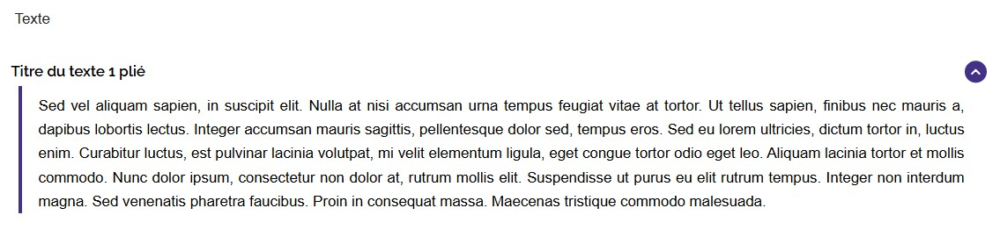 Texte
Titre du texte 1 plié
Sed vel aliquam sapien, in suscipit elit. Nulla at nisi accumsan urna tempus feugiat vitae at tortor. Ut tellus sapien, finibus nec mauris a,
dapibus lobortis lectus. Integer accumsan mauris sagittis, pellentesque dolor sed, tempus eros. Sed eu lorem ultricies, dictum tortor in, luctus
enim. Curabitur luctus, est pulvinar lacinia volutpat, mi velit elementum ligula, eget congue tortor odio eget leo. Aliquam lacinia tortor et mollis
commodo. Nunc dolor ipsum, consectetur non dolor at, rutrum mollis elit. Suspendisse ut purus eu elit rutrum tempus. Integer non interdum
magna. Sed venenatis pharetra faucibus. Proin in consequat massa. Maecenas tristique commodo malesuada.